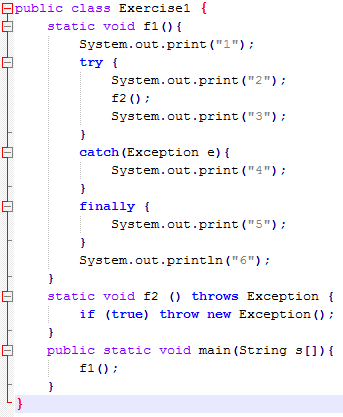 public class Exercise1 {
static void f1(){
System.out.print("1");
try {
System.out.print("2");
f2();
System.out.print("3");
}
catch(Exception e){
System.out.print("4");
}
finally {
System.out.print("5");
}
System.out.println("6");
}
static void f2 () throws Exception {
if (true) throw new Exception();
}
public static void main(String s[]){
f1();
}
}